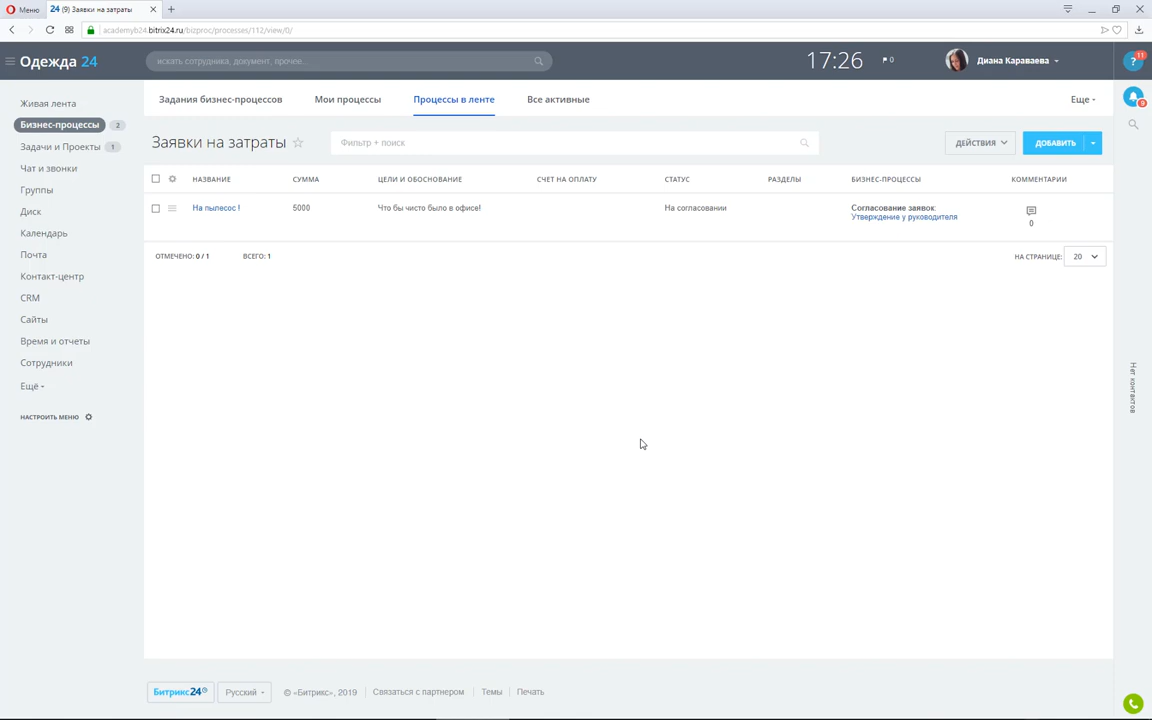 Меню
24 (9) Заявки на затраты
academyb24.bitrix24.ru/bizproc/processes/112/view/0/
Одежда 24
искать сотрудника, документ, прочее...
17:26
0
Диана Караваева
?
11
9
Живая лента
Бизнес-процессы 2
Задачи и Проекты 1
Чат и звонки
Группы
Диск
Календарь
Почта
Контакт-центр
CRM
Сайты
Время и отчеты
Сотрудники
Ещё
НАСТРОИТЬ МЕНЮ
Задания бизнес-процессов
Мои процессы
Процессы в ленте
Все активные
Еще
Заявки на затраты
Фильтр + поиск
ДЕЙСТВИЯ
ДОБАВИТЬ
НАЗВАНИЕ СУММА ЦЕЛИ И ОБОСНОВАНИЕ СЧЕТ НА ОПЛАТУ СТАТУС РАЗДЕЛЫ БИЗНЕС-ПРОЦЕССЫ КОММЕНТАРИИ
На пылесос ! 5000 Что бы чисто было в офисе! На согласовании Согласование заявок:
Утверждение у руководителя
0
ОТМЕЧЕНО: 0 / 1 ВСЕГО: 1 НА СТРАНИЦЕ: 20
Нет контактов
Битрикс24 Русский © «Битрикс», 2019 Связаться с партнером Темы Печать